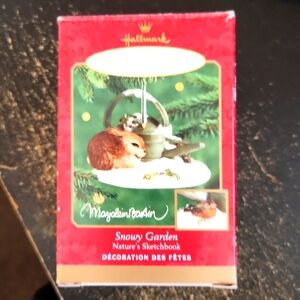 Hallmark
Marjolein Bastin
Snowy Garden
Nature's Sketchbook
DÉCORATION DES FÊTES